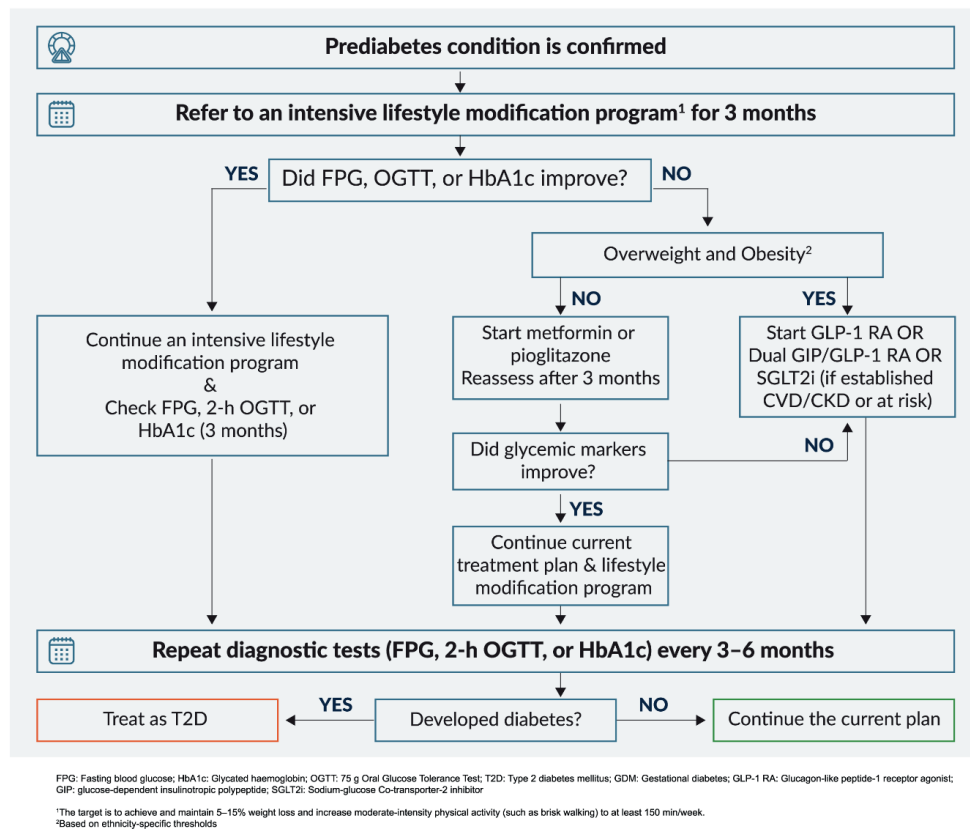 Prediabetes condition is confirmed
Refer to an intensive lifestyle modification program¹ for 3 months
YES
Did FPG, OGTT, or HbA1c improve?
NO
Overweight and Obesity²
NO
YES
Continue an intensive lifestyle
modification program
&
Check FPG, 2-h OGTT, or
HbA1c (3 months)
Start metformin or
pioglitazone
Reassess after 3 months
Start GLP-1 RA OR
Dual GIP/GLP-1 RA OR
SGLT2i (if established
CVD/CKD or at risk)
Did glycemic markers
improve?
NO
YES
Continue current
treatment plan & lifestyle
modification program
Repeat diagnostic tests (FPG, 2-h OGTT, or HbA1c) every 3–6 months
Treat as T2D
YES
Developed diabetes?
NO
Continue the current plan
FPG: Fasting blood glucose; HbA1c: Glycated haemoglobin; OGTT: 75 g Oral Glucose Tolerance Test; T2D: Type 2 diabetes mellitus; GDM: Gestational diabetes; GLP-1 RA: Glucagon-like peptide-1 receptor agonist;
GIP: glucose-dependent insulinotropic polypeptide; SGLT2i: Sodium-glucose Co-transporter-2 inhibitor
¹The target is to achieve and maintain 5–15% weight loss and increase moderate-intensity physical activity (such as brisk walking) to at least 150 min/week.
²Based on ethnicity-specific thresholds